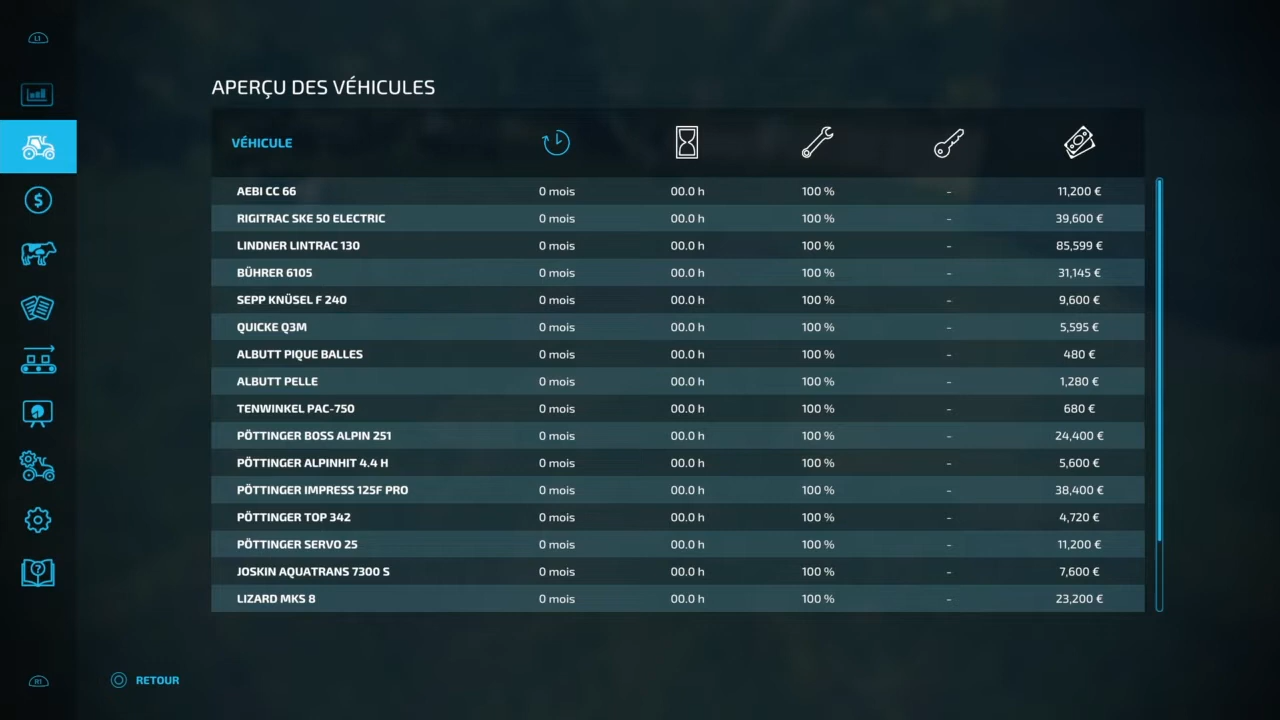 L1
APERÇU DES VÉHICULES
VÉHICULE
AEBI CC 66 0 mois 00.0 h 100 % - 11,200 €
RIGITRAC SKE 50 ELECTRIC 0 mois 00.0 h 100 % - 39,600 €
LINDNER LINTRAC 130 0 mois 00.0 h 100 % - 85,599 €
BÜHRER 6105 0 mois 00.0 h 100 % - 31,145 €
SEPP KNÜSEL F 240 0 mois 00.0 h 100 % - 9,600 €
QUICKE Q3M 0 mois 00.0 h 100 % - 5,595 €
ALBUTT PIQUE BALLES 0 mois 00.0 h 100 % - 480 €
ALBUTT PELLE 0 mois 00.0 h 100 % - 1,280 €
TENWINKEL PAC-750 0 mois 00.0 h 100 % - 680 €
PÖTTINGER BOSS ALPIN 251 0 mois 00.0 h 100 % - 24,400 €
PÖTTINGER ALPINHIT 4.4 H 0 mois 00.0 h 100 % - 5,600 €
PÖTTINGER IMPRESS 125F PRO 0 mois 00.0 h 100 % - 38,400 €
PÖTTINGER TOP 342 0 mois 00.0 h 100 % - 4,720 €
PÖTTINGER SERVO 25 0 mois 00.0 h 100 % - 11,200 €
JOSKIN AQUATRANS 7300 S 0 mois 00.0 h 100 % - 7,600 €
LIZARD MKS 8 0 mois 00.0 h 100 % - 23,200 €
R1
RETOUR